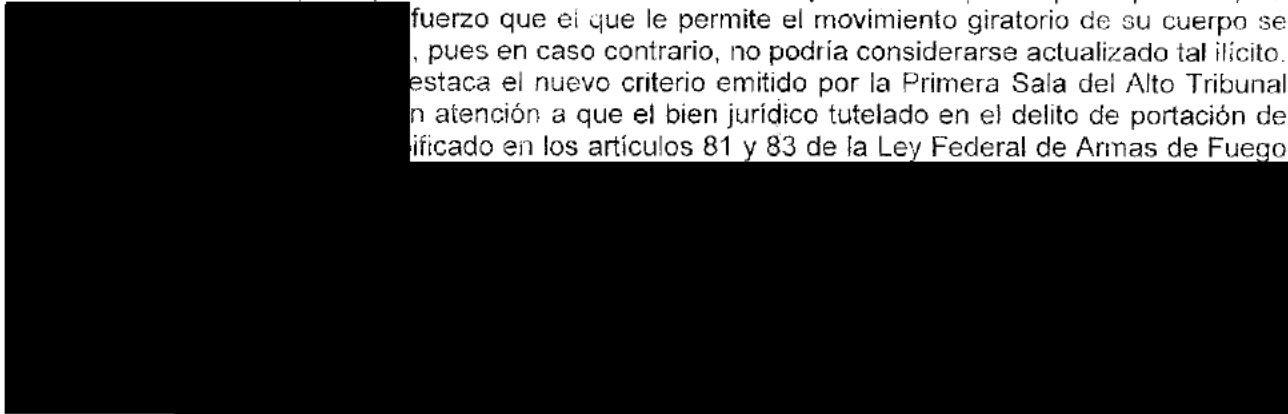 fuerzo que el que le permite el movimiento giratorio de su cuerpo se
, pues en caso contrario, no podría considerarse actualizado tal ilícito.
estaca el nuevo criterio emitido por la Primera Sala del Alto Tribunal
n atención a que el bien jurídico tutelado en el delito de portación de
ificado en los artículos 81 y 83 de la Ley Federal de Armas de Fuego